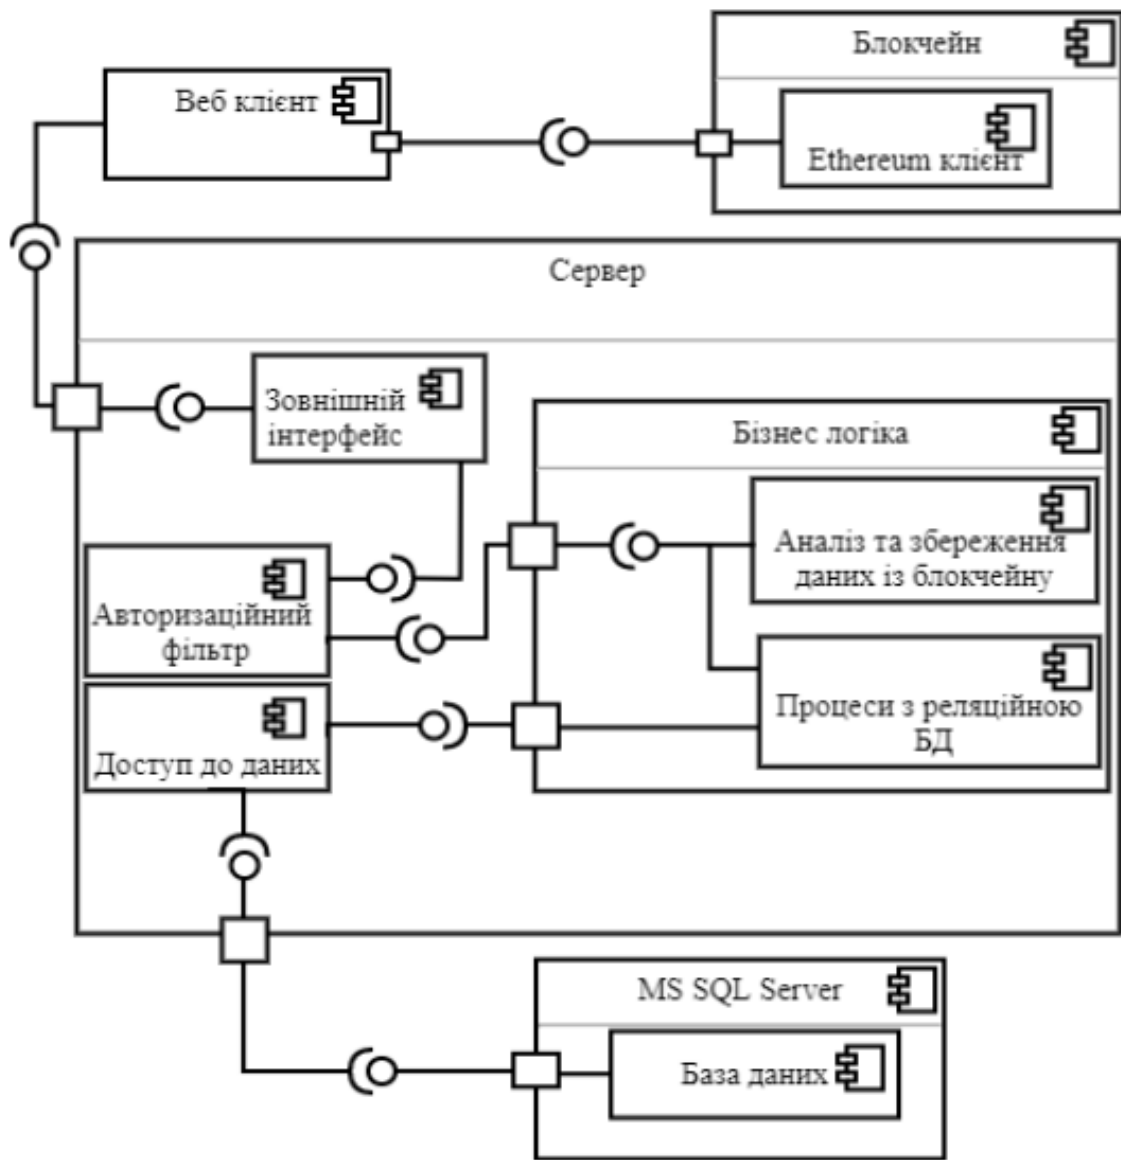 Блокчейн
Веб клієнт
Ethereum клієнт
Сервер
Зовнішній
інтерфейс
Бізнес логіка
Аналіз та збереження
даних із блокчейну
Авторизаційний
фільтр
Процеси з реляційною
БД
Доступ до даних
MS SQL Server
База даних